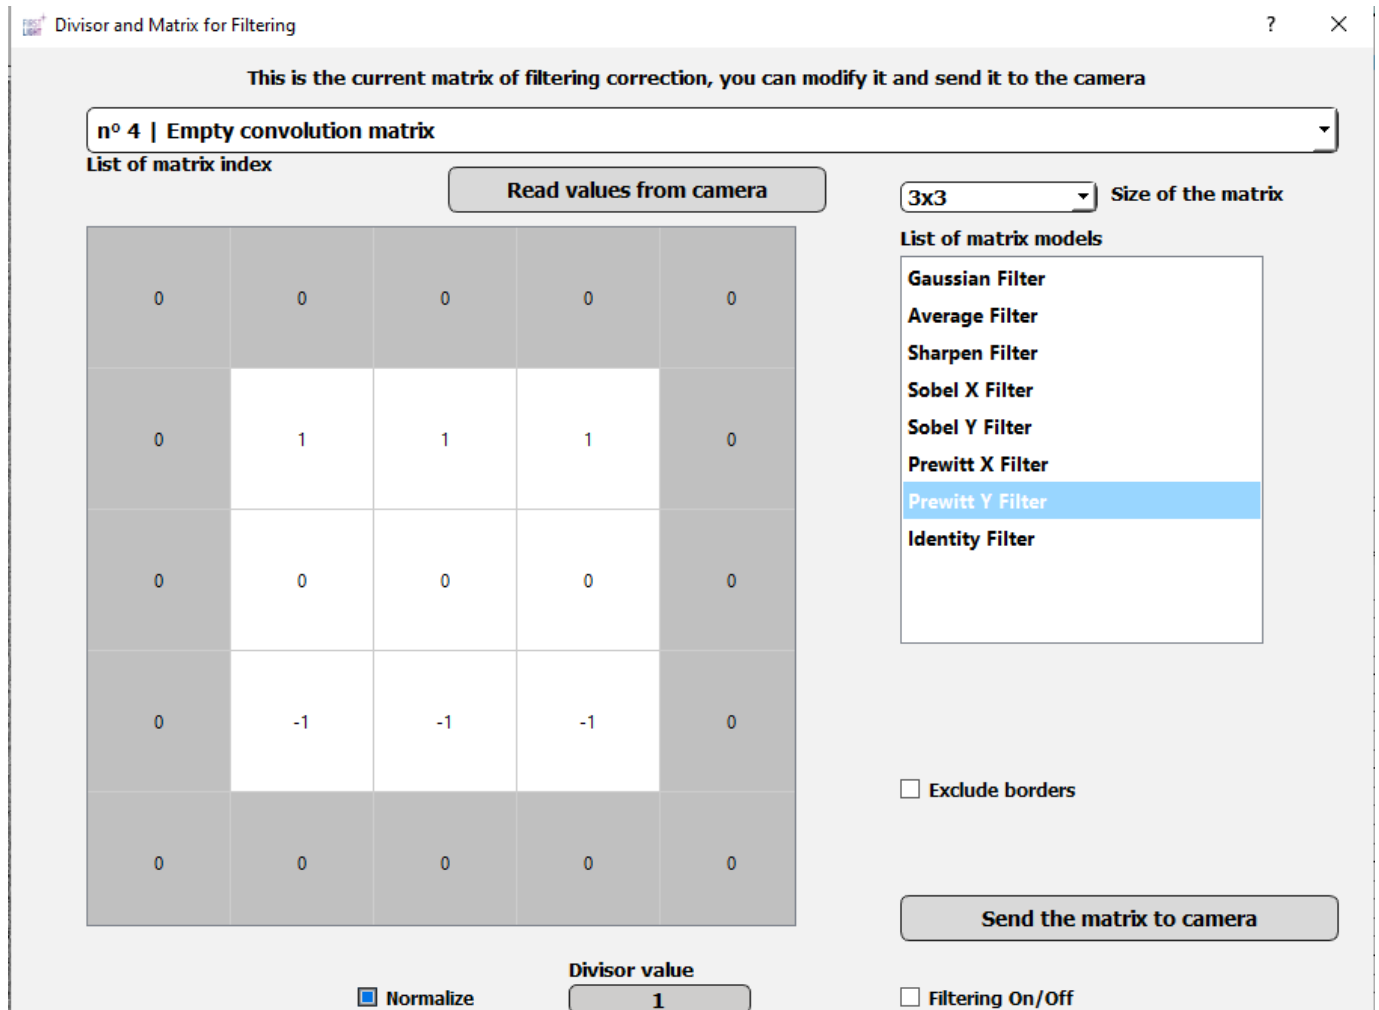 FIRST LIGHT Divisor and Matrix for Filtering ?
This is the current matrix of filtering correction, you can modify it and send it to the camera
nº 4 | Empty convolution matrix
List of matrix index
Read values from camera
3x3 Size of the matrix
List of matrix models
Gaussian Filter
Average Filter
Sharpen Filter
Sobel X Filter
Sobel Y Filter
Prewitt X Filter
Prewitt Y Filter
Identity Filter
0 0 0 0 0
0 1 1 1 0
0 0 0 0 0
0 -1 -1 -1 0
0 0 0 0 0
Exclude borders
Send the matrix to camera
Divisor value
Normalize 1 Filtering On/Off